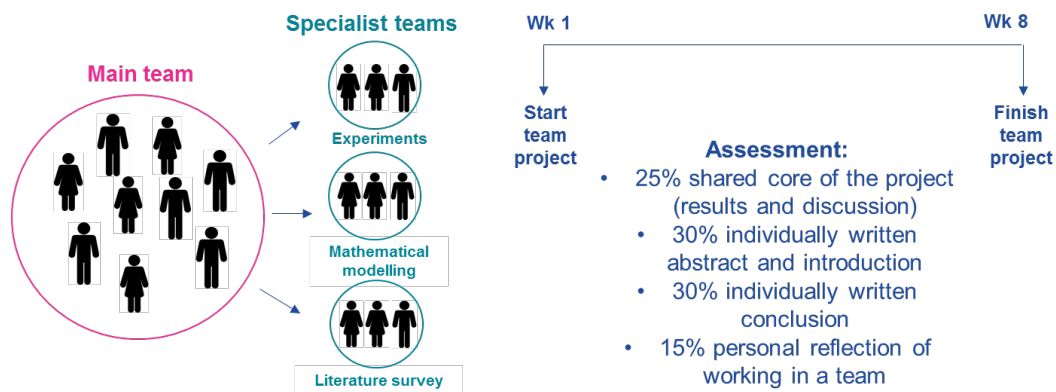 Main team
Specialist teams
Experiments
Mathematical
modelling
Literature survey
Wk 1
Wk 8
Start
team
project
Finish
team
project
Assessment:
• 25% shared core of the project
(results and discussion)
• 30% individually written
abstract and introduction
• 30% individually written
conclusion
• 15% personal reflection of
working in a team